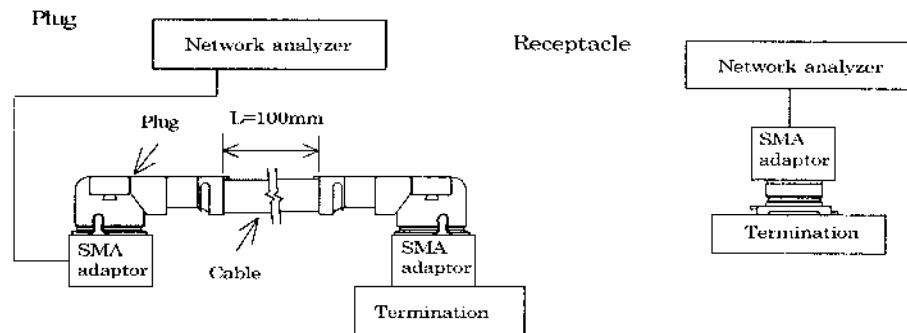 Plug
Network analyzer
Plug
L=100mm
SMA
adaptor
Cable
SMA
adaptor
Termination
Receptacle
Network analyzer
SMA
adaptor
Termination